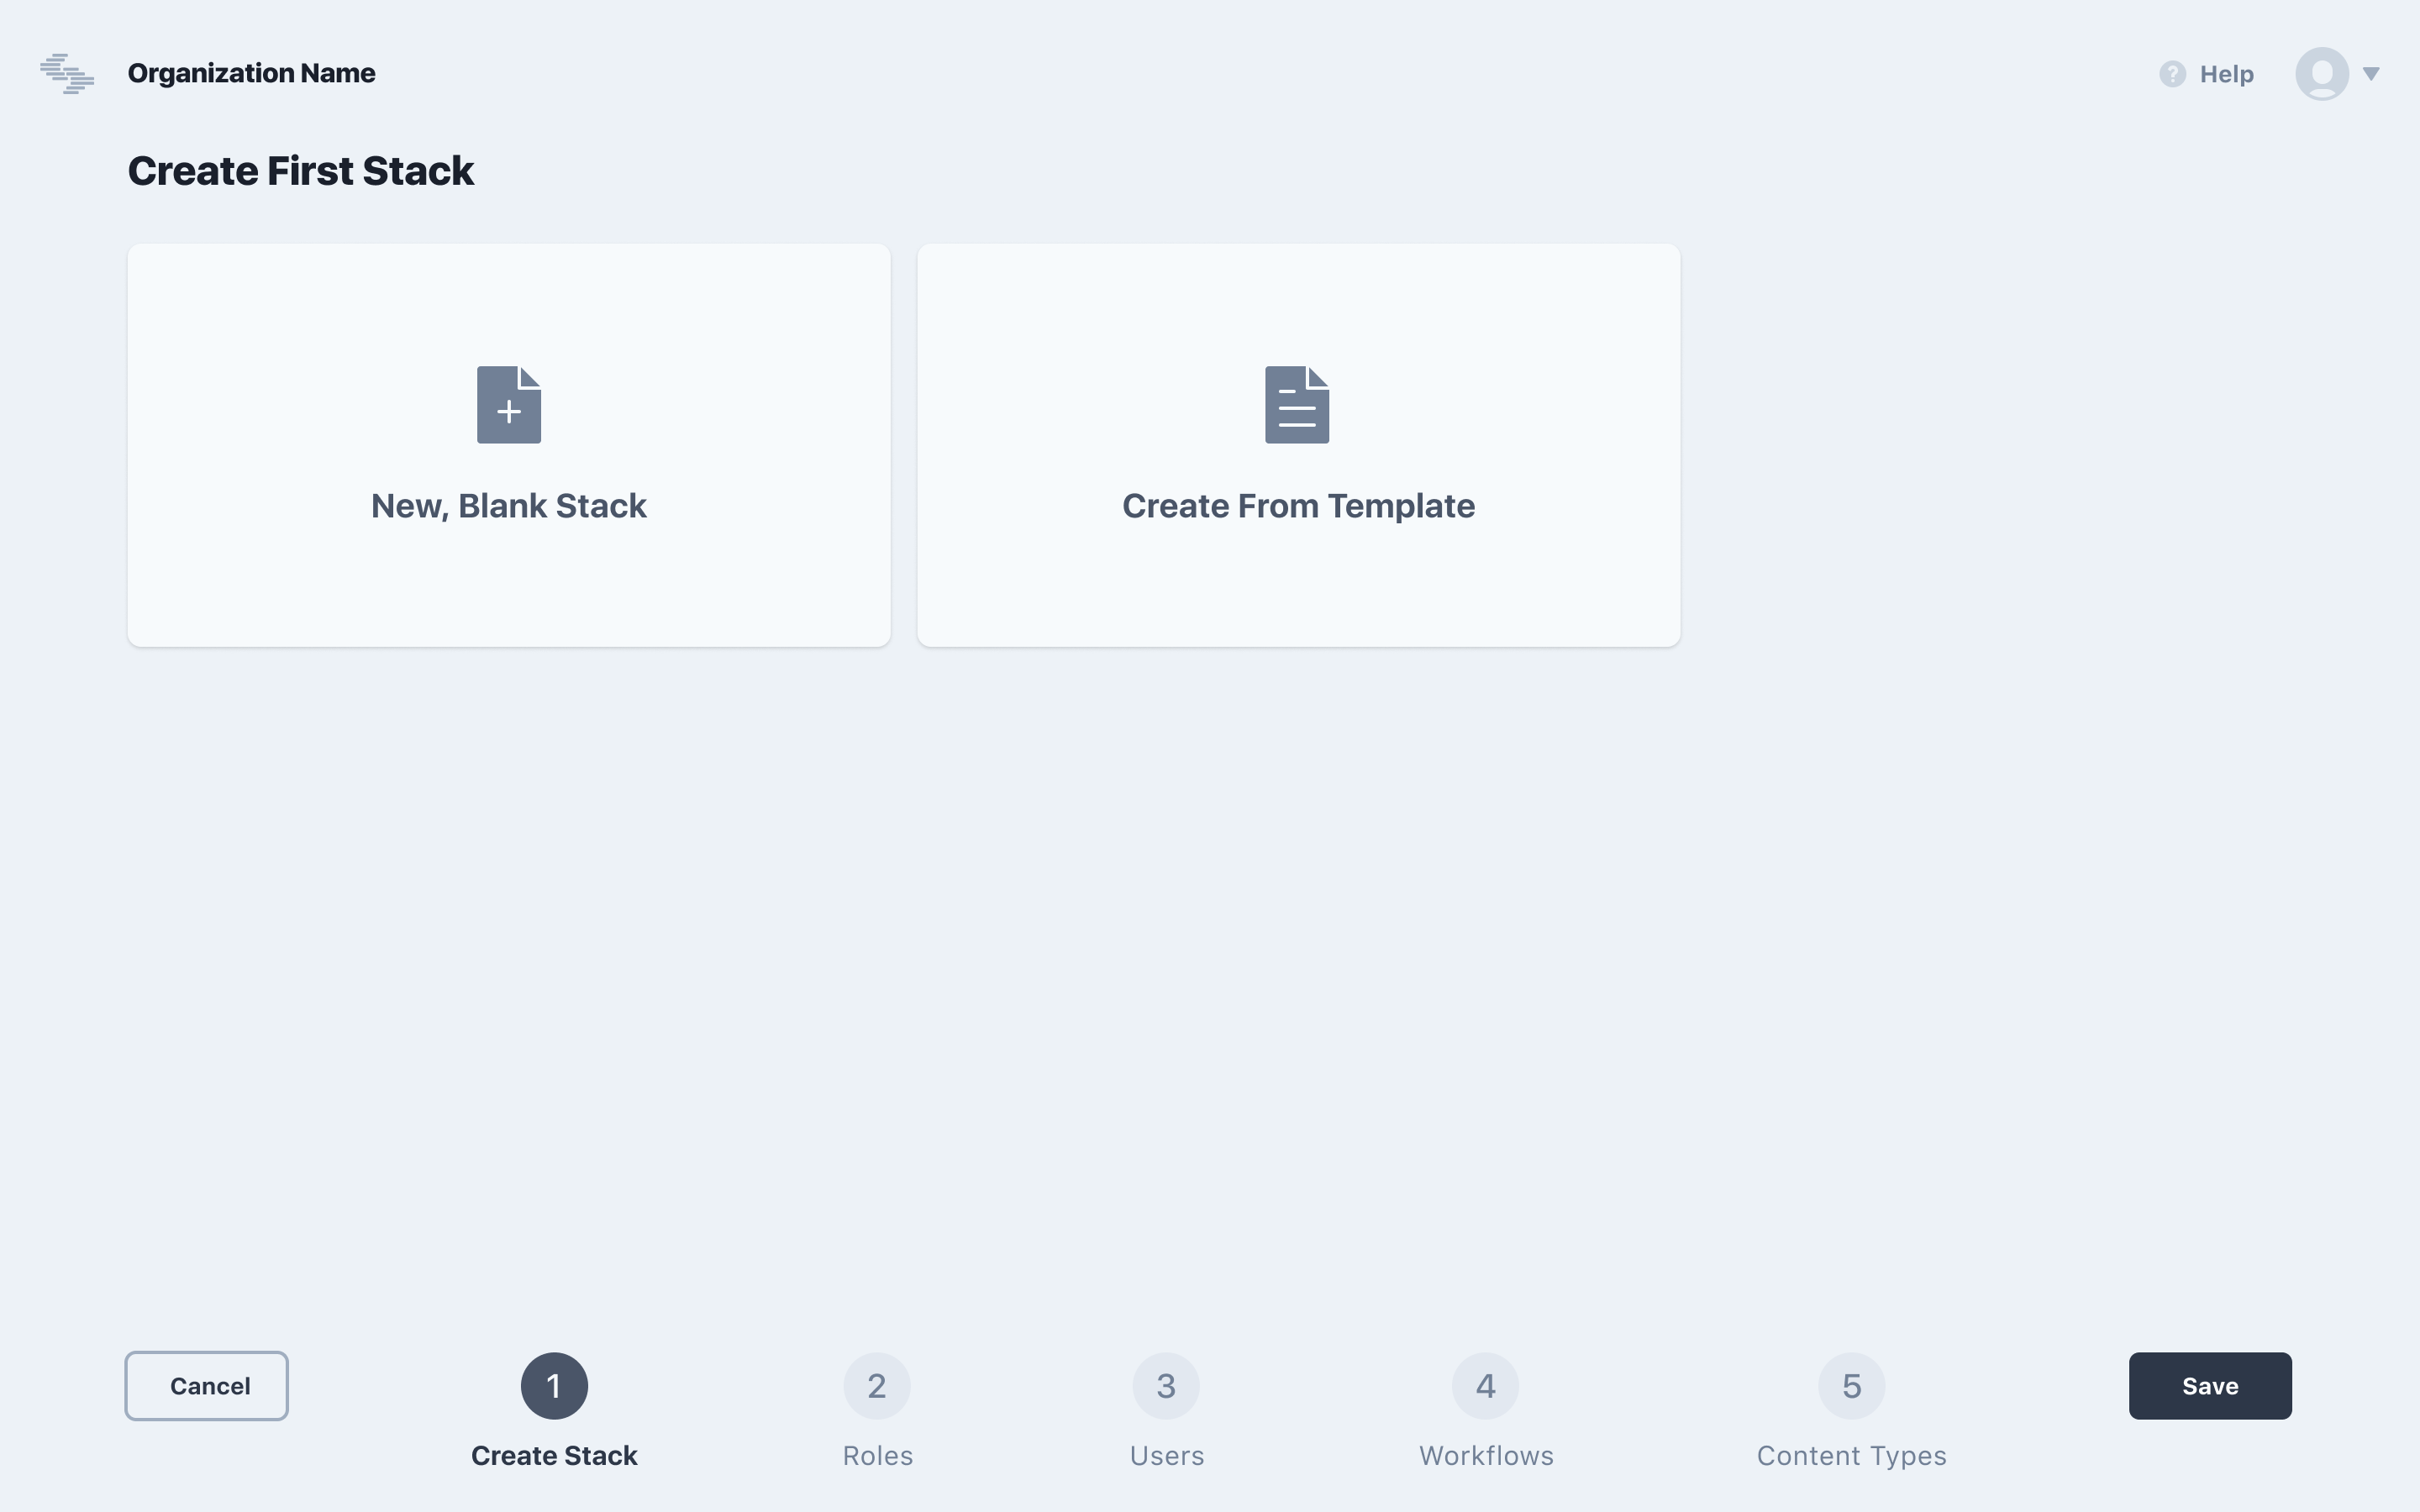 Organization Name
Help
Create First Stack
New, Blank Stack
Create From Template
Cancel
1
2
3
4
5
Save
Create Stack
Roles
Users
Workflows
Content Types